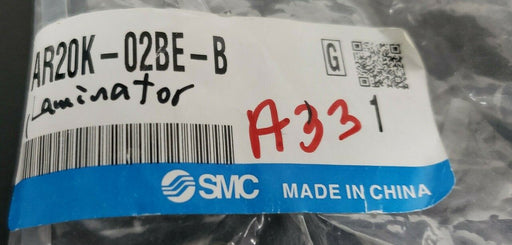 AR20K-02BE-B G
Laminator
A33 1
SMC MADE IN CHINA